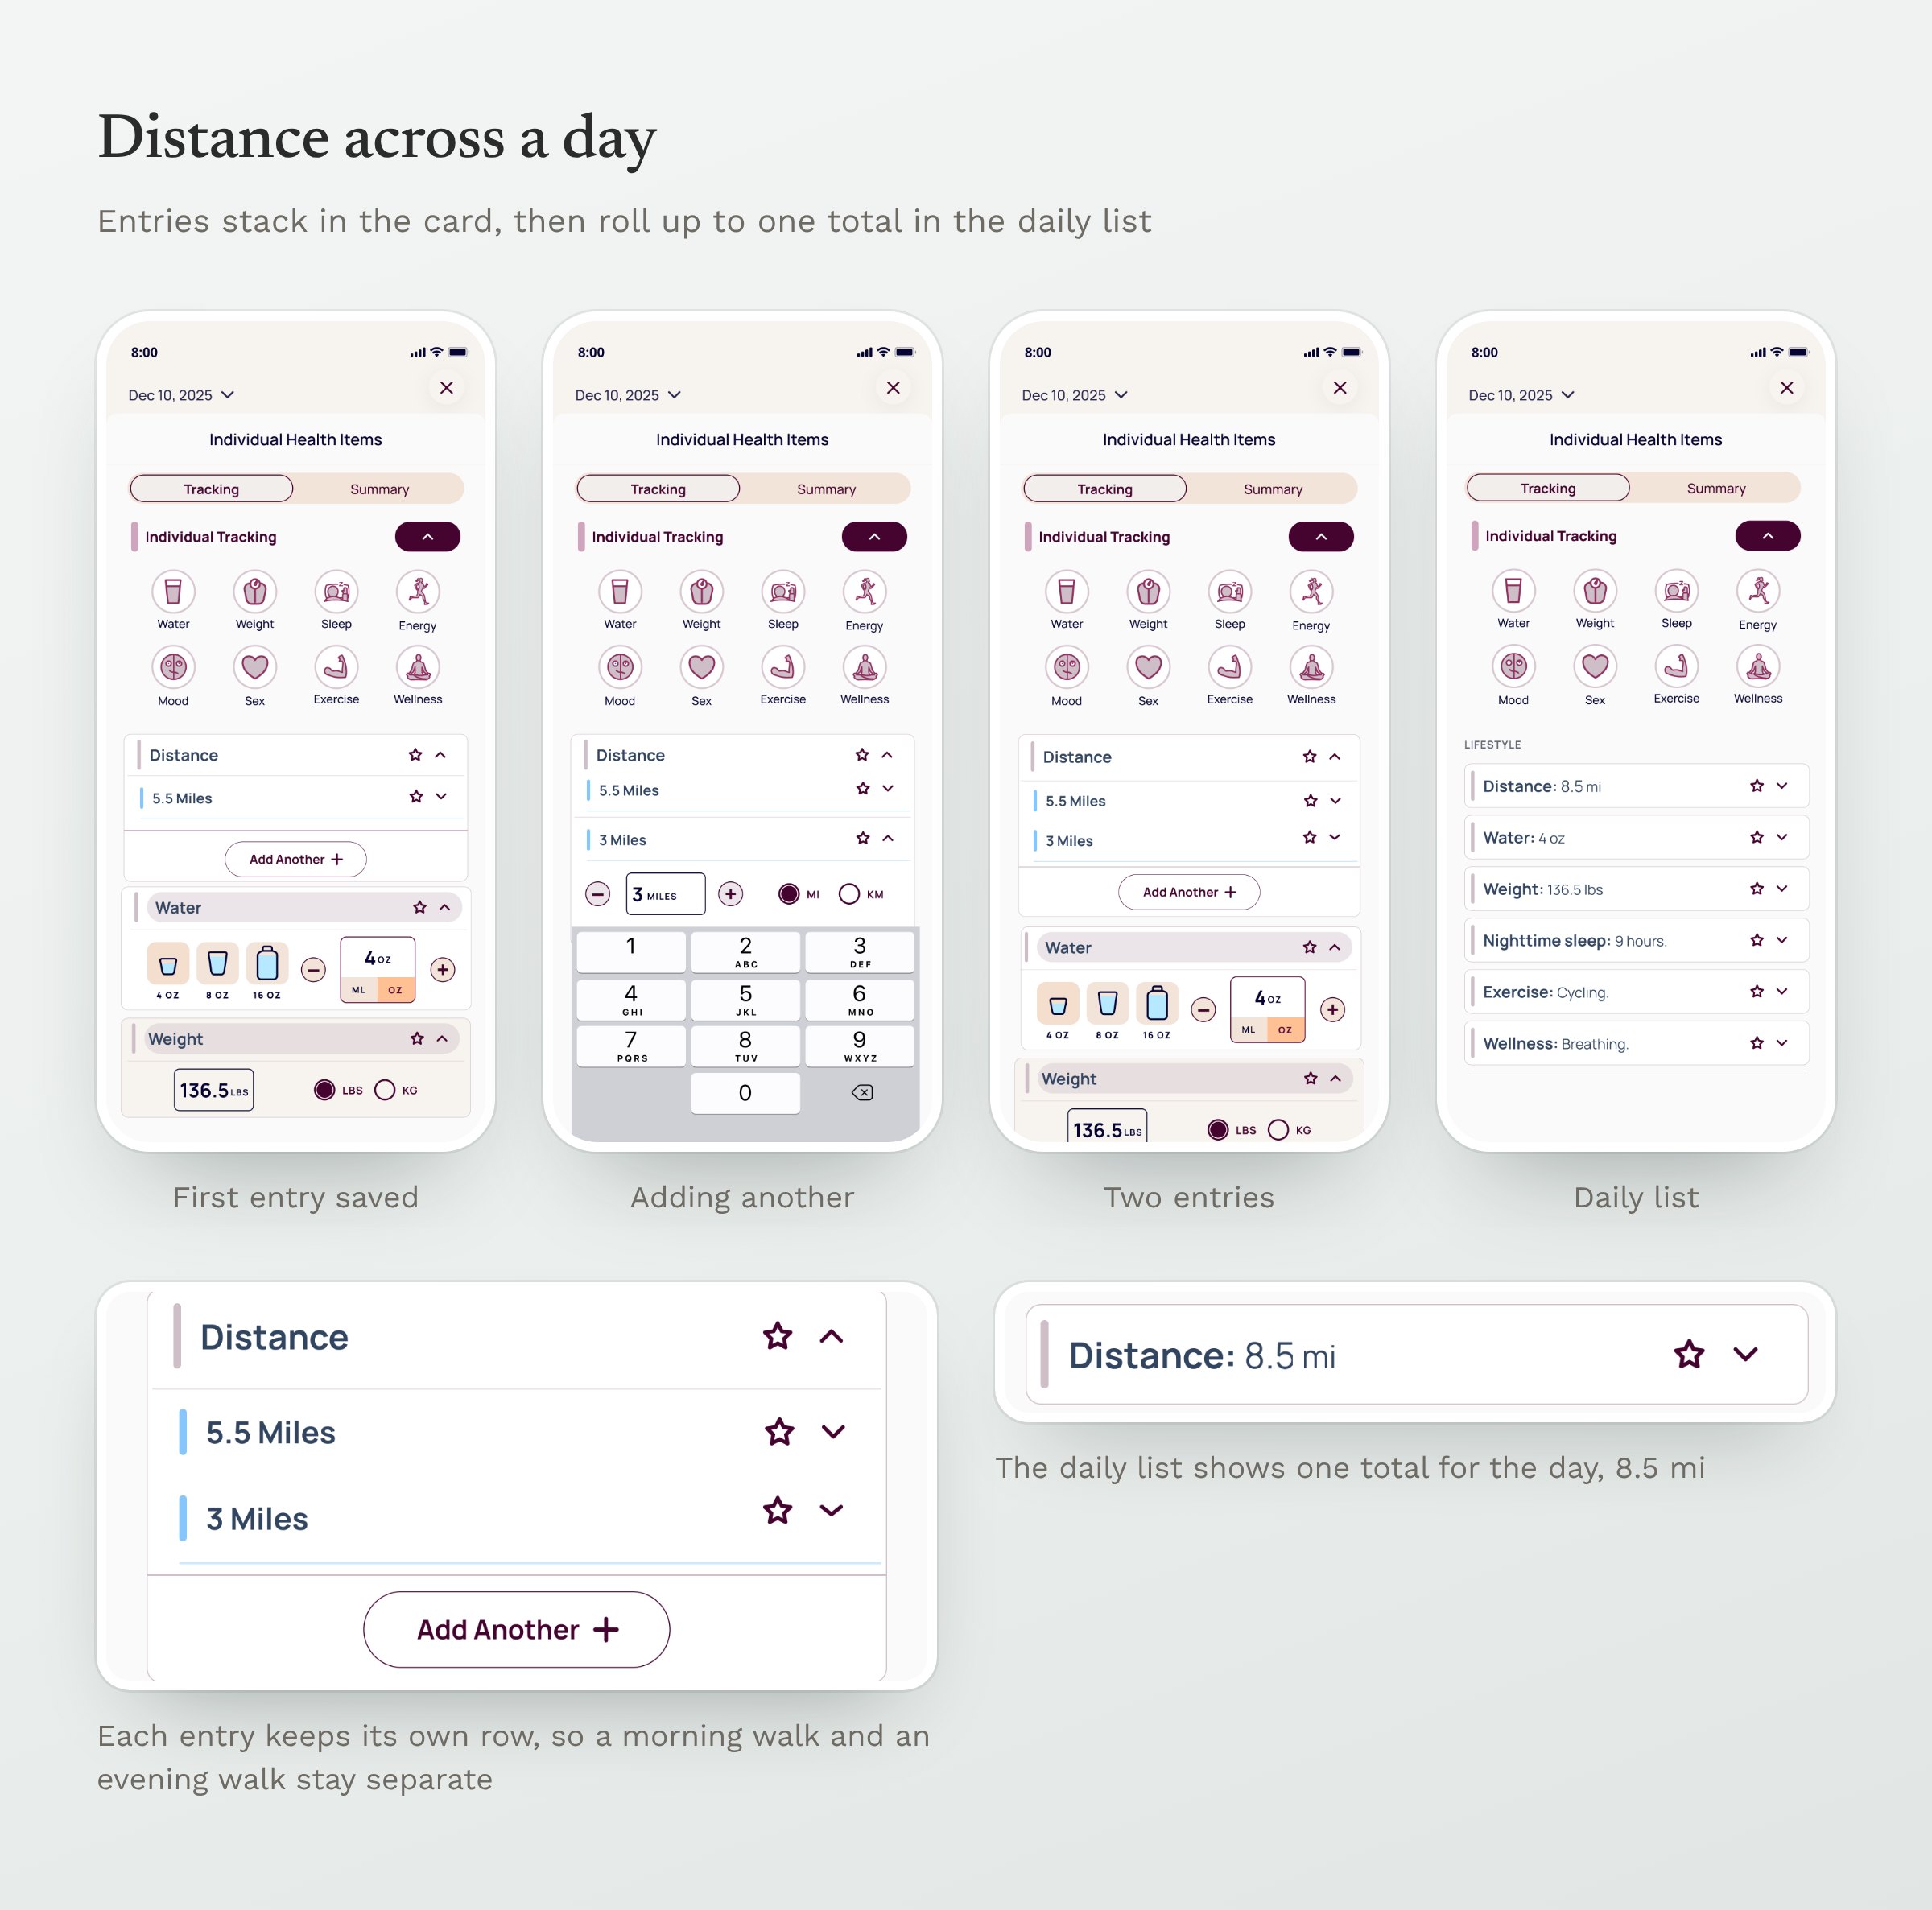 Distance across a day
Entries stack in the card, then roll up to one total in the daily list
8:00
Dec 10, 2025
Individual Health Items
Tracking
Summary
Individual Tracking
Water
Weight
Sleep
Energy
Mood
Sex
Exercise
Wellness
Distance
5.5 Miles
Add Another +
Water
4 OZ
8 OZ
16 OZ
4 OZ
ML
OZ
Weight
136.5 LBS
LBS
KG
First entry saved
8:00
Dec 10, 2025
Individual Health Items
Tracking
Summary
Individual Tracking
Water
Weight
Sleep
Energy
Mood
Sex
Exercise
Wellness
Distance
5.5 Miles
3 Miles
3 MILES
MI
KM
1
2
ABC
3
DEF
4
GHI
5
JKL
6
MNO
7
PQRS
8
TUV
9
WXYZ
0
Adding another
8:00
Dec 10, 2025
Individual Health Items
Tracking
Summary
Individual Tracking
Water
Weight
Sleep
Energy
Mood
Sex
Exercise
Wellness
Distance
5.5 Miles
3 Miles
Add Another +
Water
4 OZ
8 OZ
16 OZ
4 OZ
ML
OZ
Weight
136.5 LBS
LBS
KG
Two entries
8:00
Dec 10, 2025
Individual Health Items
Tracking
Summary
Individual Tracking
Water
Weight
Sleep
Energy
Mood
Sex
Exercise
Wellness
LIFESTYLE
Distance: 8.5 mi
Water: 4 oz
Weight: 136.5 lbs
Nighttime sleep: 9 hours.
Exercise: Cycling.
Wellness: Breathing.
Daily list
Distance
5.5 Miles
3 Miles
Add Another +
Each entry keeps its own row, so a morning walk and an
evening walk stay separate
Distance: 8.5 mi
The daily list shows one total for the day, 8.5 mi